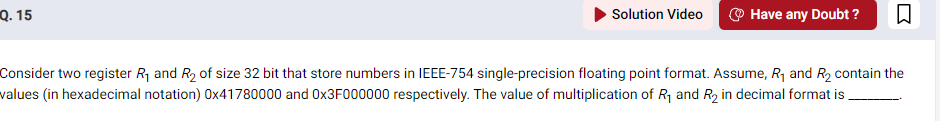 Q. 15
Solution Video
Have any Doubt ?
Consider two register R₁ and R₂ of size 32 bit that store numbers in IEEE-754 single-precision floating point format. Assume, R₁ and R₂ contain the
values (in hexadecimal notation) 0x41780000 and 0x3F000000 respectively. The value of multiplication of R₁ and R₂ in decimal format is ________.